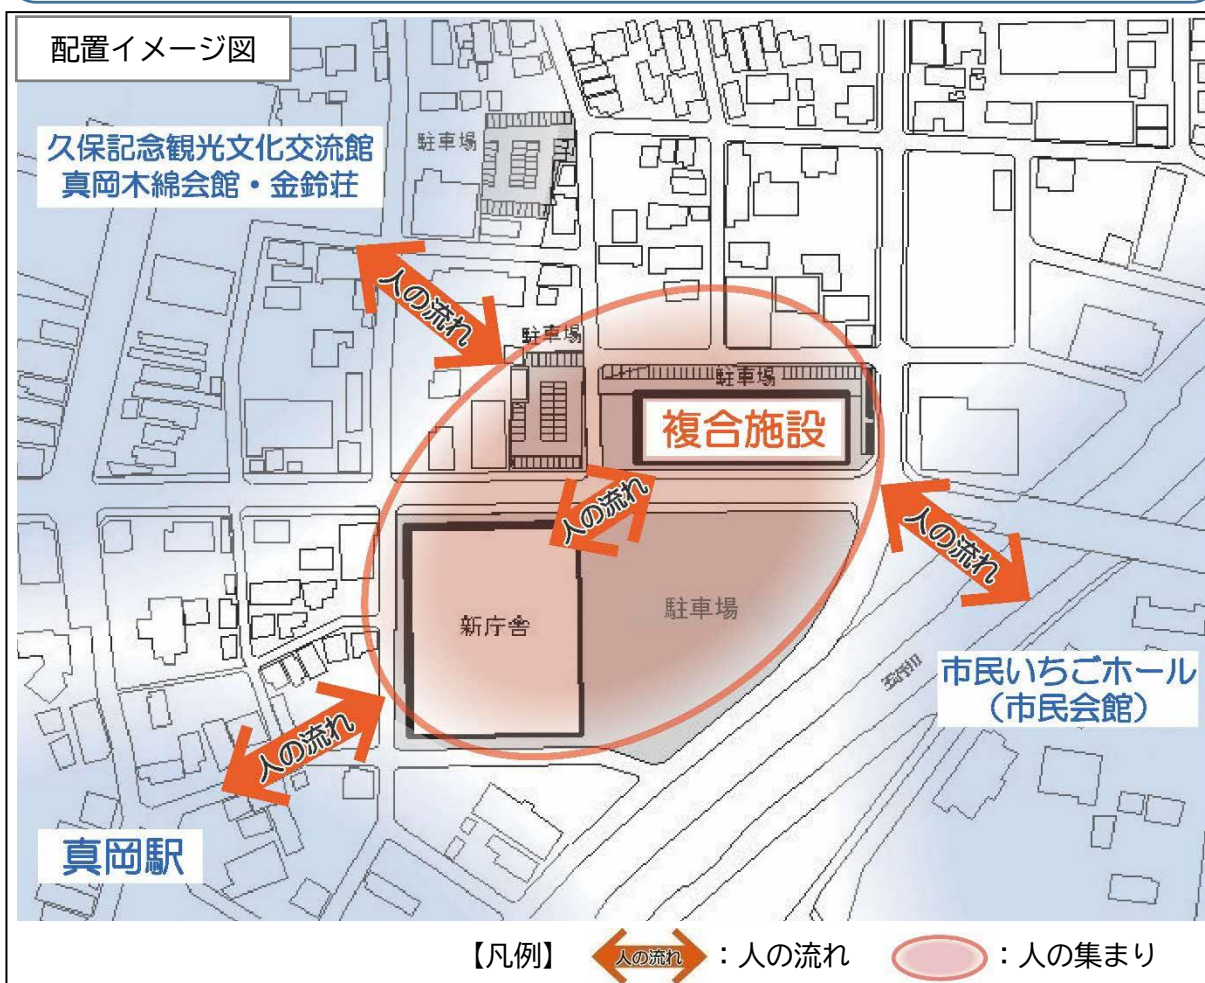 配置イメージ図
久保記念観光文化交流館
真岡木綿会館・金鈴荘
駐車場
人の流れ
駐車場
駐車場
複合施設
人の流れ
人の流れ
新庁舎
駐車場
市民いちごホール
（市民会館）
人の流れ
真岡駅
【凡例】 人の流れ ：人の流れ ：人の集まり